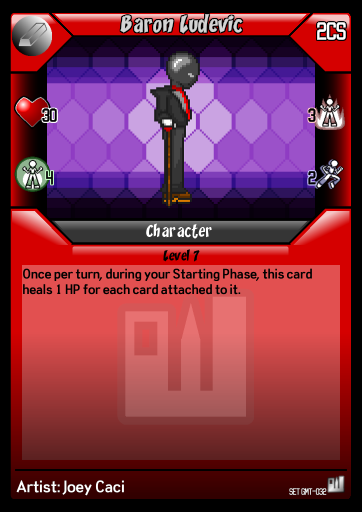 Baron Ludevic
2CS
30
3
4
2
Character
Level 7
Once per turn, during your Starting Phase, this card
heals 1 HP for each card attached to it.
Artist: Joey Caci
SET GMT-032